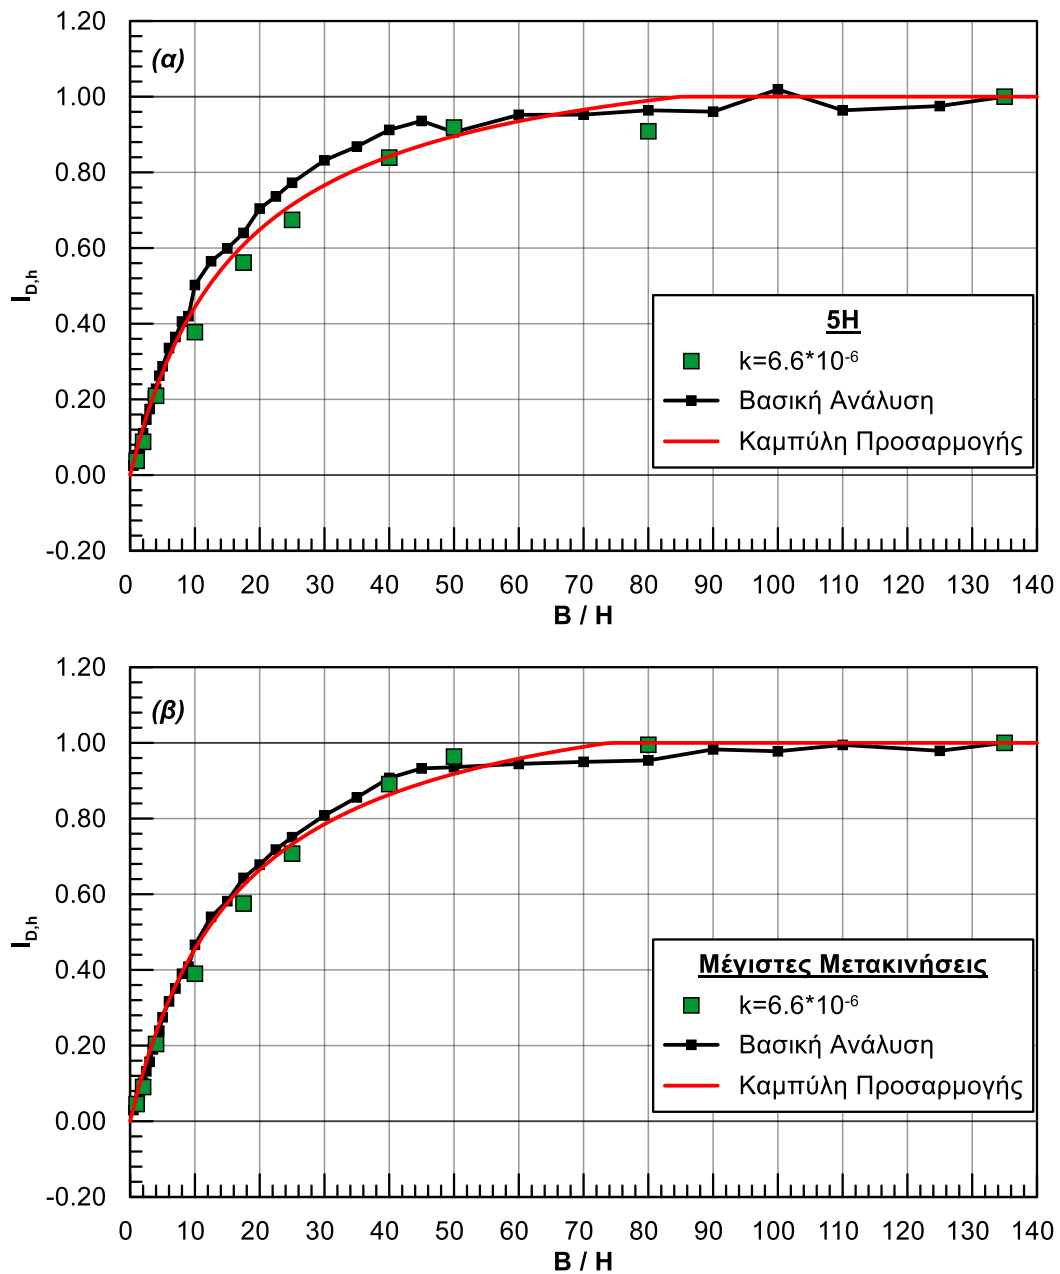 1.20
(α)
1.00
0.80
0.60
0.40
0.20
0.00
-0.20
I_D,h
5H
k=6.6*10⁻⁶
Βασική Ανάλυση
Καμπύλη Προσαρμογής
0 10 20 30 40 50 60 70 80 90 100 110 120 130 140
B / H
1.20
(β)
1.00
0.80
0.60
0.40
0.20
0.00
-0.20
I_D,h
Μέγιστες Μετακινήσεις
k=6.6*10⁻⁶
Βασική Ανάλυση
Καμπύλη Προσαρμογής
0 10 20 30 40 50 60 70 80 90 100 110 120 130 140
B / H